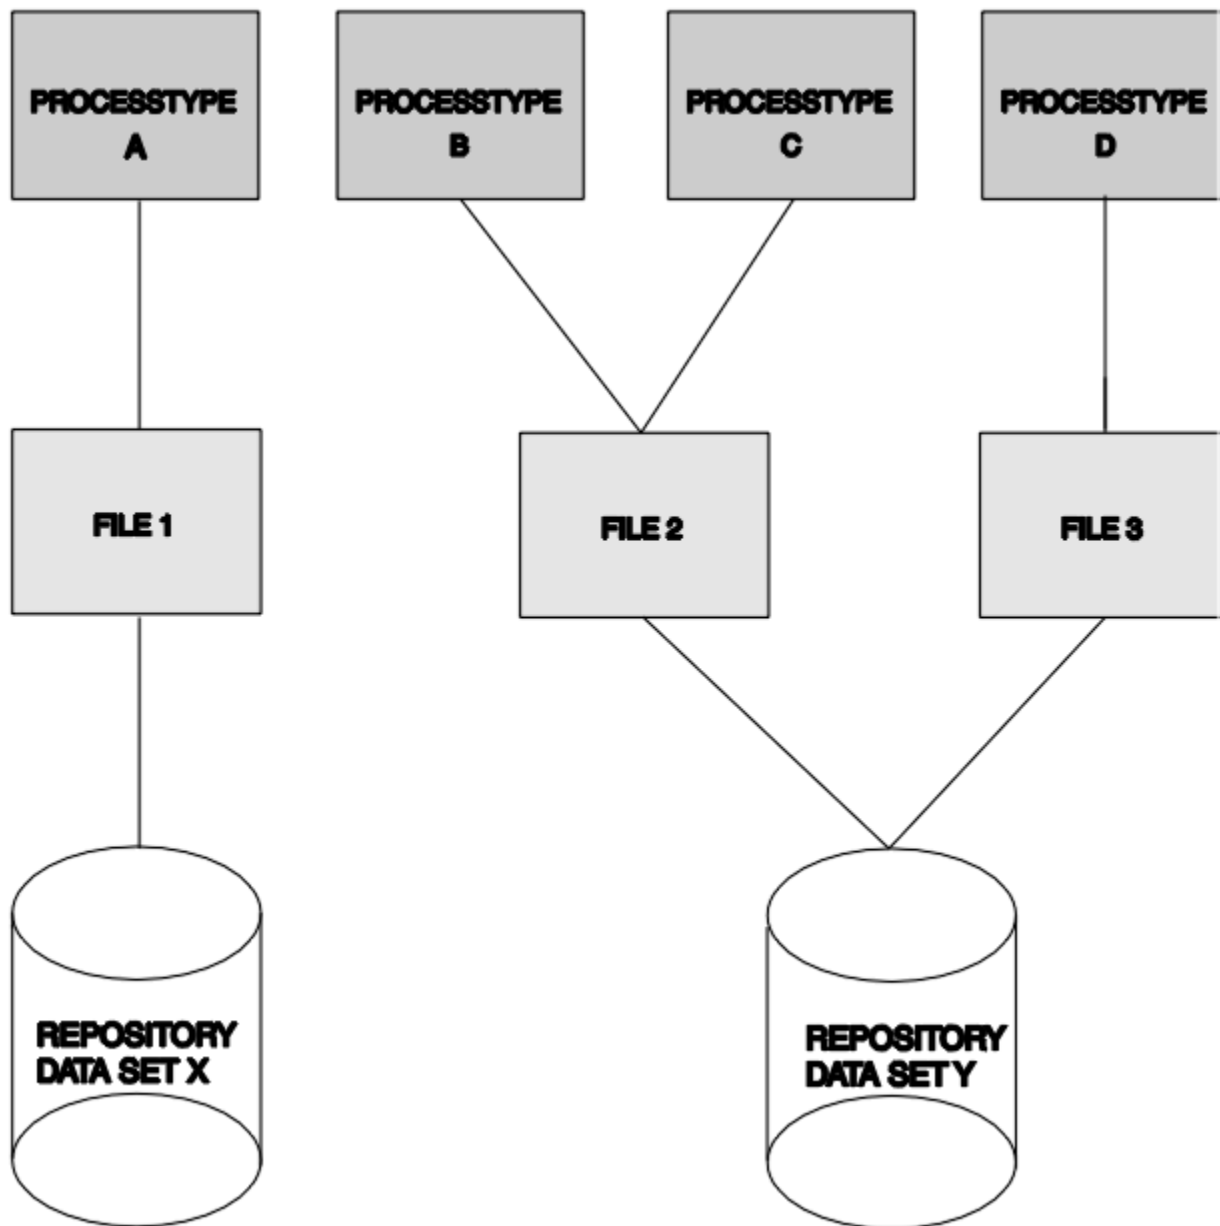 PROCESSTYPE
A
PROCESSTYPE
B
PROCESSTYPE
C
PROCESSTYPE
D
FILE 1
FILE 2
FILE 3
REPOSITORY
DATA SET X
REPOSITORY
DATA SET Y